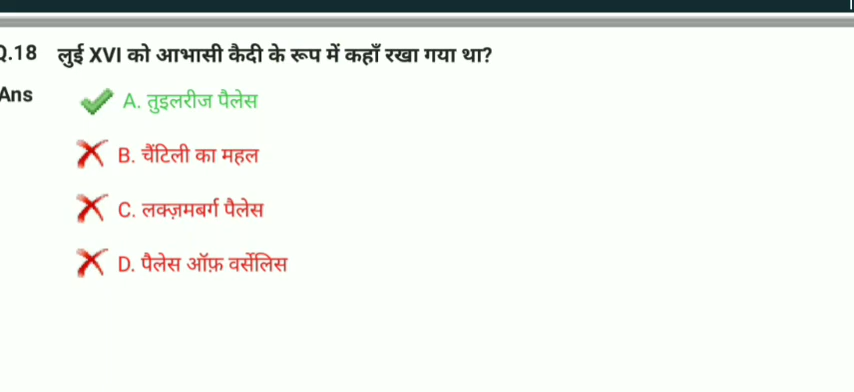 Q.18 लुई XVI को आभासी कैदी के रूप में कहाँ रखा गया था?
Ans A. तुइलरीज पैलेस
B. चैंटिली का महल
C. लक्ज़मबर्ग पैलेस
D. पैलेस ऑफ़ वर्सेलिस